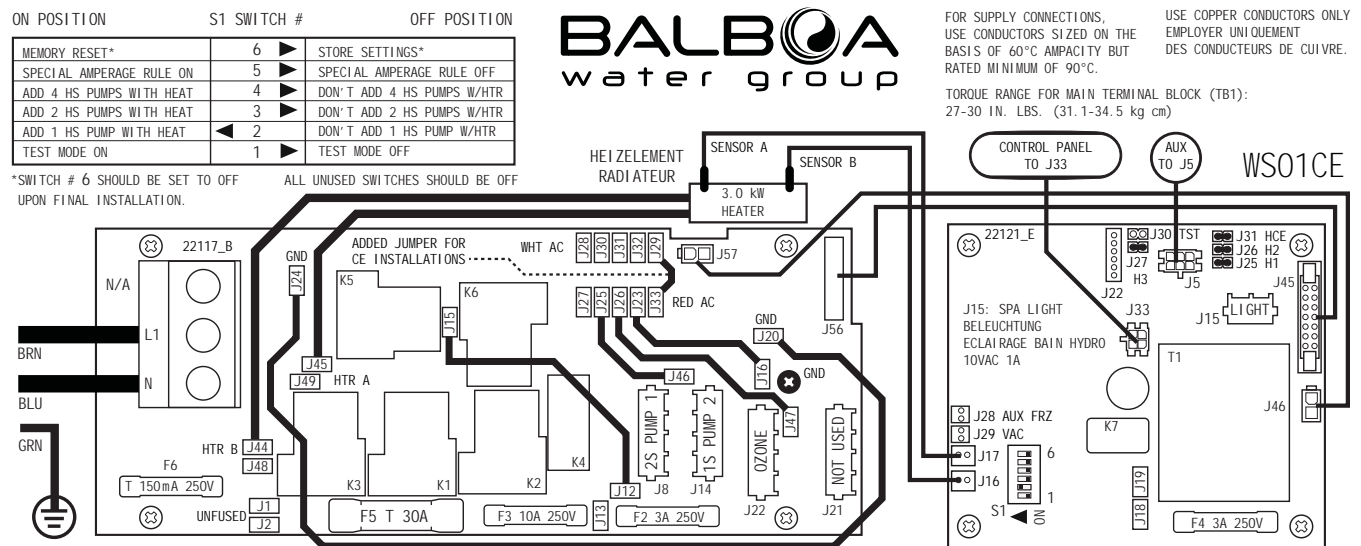 ON POSITION S1 SWITCH # OFF POSITION
MEMORY RESET* 6 ► STORE SETTINGS*
SPECIAL AMPERAGE RULE ON 5 ► SPECIAL AMPERAGE RULE OFF
ADD 4 HS PUMPS WITH HEAT 4 ► DON'T ADD 4 HS PUMPS W/HTR
ADD 2 HS PUMPS WITH HEAT 3 ► DON'T ADD 2 HS PUMPS W/HTR
ADD 1 HS PUMP WITH HEAT ◄ 2 DON'T ADD 1 HS PUMP W/HTR
TEST MODE ON 1 ► TEST MODE OFF
*SWITCH # 6 SHOULD BE SET TO OFF
UPON FINAL INSTALLATION.
ALL UNUSED SWITCHES SHOULD BE OFF
BALBOA
water group
FOR SUPPLY CONNECTIONS,
USE CONDUCTORS SIZED ON THE
BASIS OF 60°C AMPACITY BUT
RATED MINIMUM OF 90°C.
USE COPPER CONDUCTORS ONLY
EMPLOYER UNIQUEMENT
DES CONDUCTEURS DE CUIVRE.
TORQUE RANGE FOR MAIN TERMINAL BLOCK (TB1):
27-30 IN. LBS. (31.1-34.5 kg cm)
HEIZELEMENT
RADIATEUR
SENSOR A
SENSOR B
3.0 kW
HEATER
CONTROL PANEL
TO J33
AUX
TO J5
WS01CE
22117_B
N/A
L1
N
BRN
BLU
GRN
GND
J24
ADDED JUMPER FOR
CE INSTALLATIONS
WHT AC
J28
J30
J31
J32
J29
J57
K5
K6
J15
J27
J25
J26
J23
J33
RED AC
J56
GND
J20
J45
J49
HTR A
J46
J16
GND
HTR B
J44
J48
K3
K1
K2
K4
2S PUMP 1
J8
1S PUMP 2
J14
OZONE
J22
J47
NOT USED
J21
F6
T 150mA 250V
UNFUSED
J1
J2
F5 T 30A
F3 10A 250V
J12
J13
F2 3A 250V
22121_E
J22
J30 TST
J27
H3
J5
J31 HCE
J26 H2
J25 H1
J45
J15: SPA LIGHT
BELEUCHTUNG
ECLAIRAGE BAIN HYDRO
10VAC 1A
J33
J15
LIGHT
T1
J46
J28 AUX FRZ
J29 VAC
K7
J17
J16
6
1
S1
ON
J19
J18
F4 3A 250V